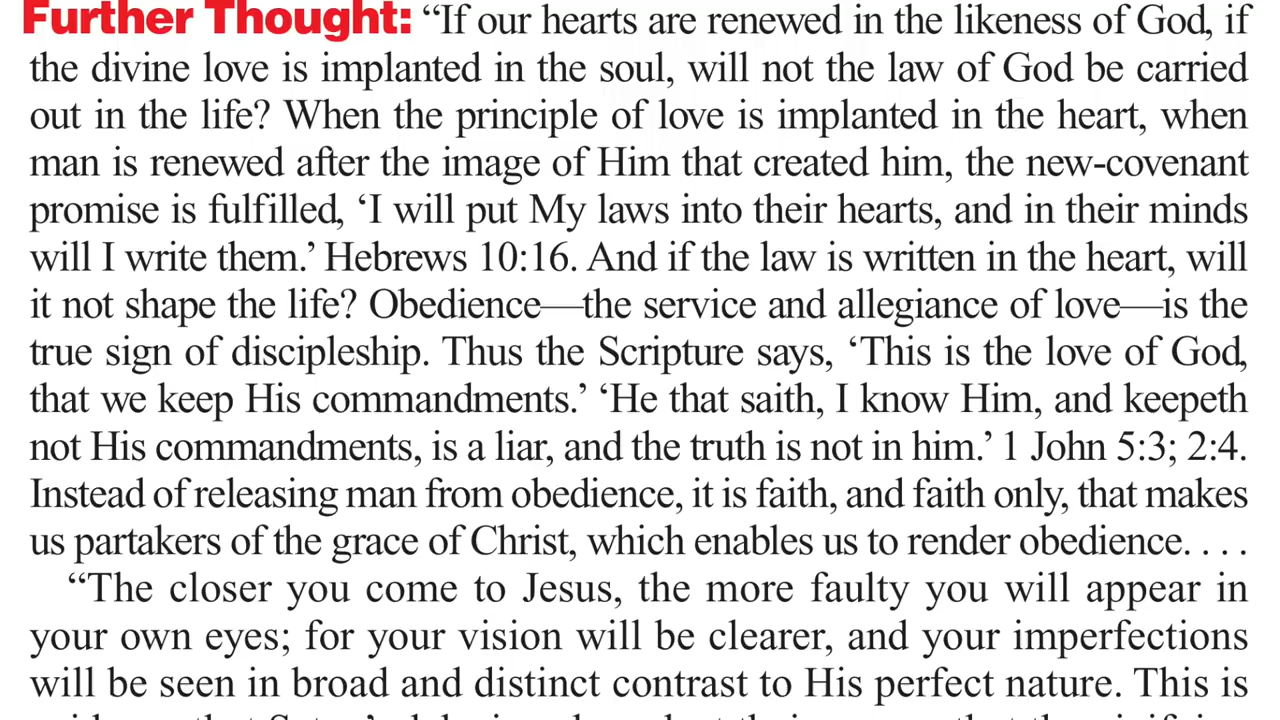 Further Thought: “If our hearts are renewed in the likeness of God, if
the divine love is implanted in the soul, will not the law of God be carried
out in the life? When the principle of love is implanted in the heart, when
man is renewed after the image of Him that created him, the new-covenant
promise is fulfilled, ‘I will put My laws into their hearts, and in their minds
will I write them.’ Hebrews 10:16. And if the law is written in the heart, will
it not shape the life? Obedience—the service and allegiance of love—is the
true sign of discipleship. Thus the Scripture says, ‘This is the love of God,
that we keep His commandments.’ ‘He that saith, I know Him, and keepeth
not His commandments, is a liar, and the truth is not in him.’ 1 John 5:3; 2:4.
Instead of releasing man from obedience, it is faith, and faith only, that makes
us partakers of the grace of Christ, which enables us to render obedience. . . .
“The closer you come to Jesus, the more faulty you will appear in
your own eyes; for your vision will be clearer, and your imperfections
will be seen in broad and distinct contrast to His perfect nature. This is